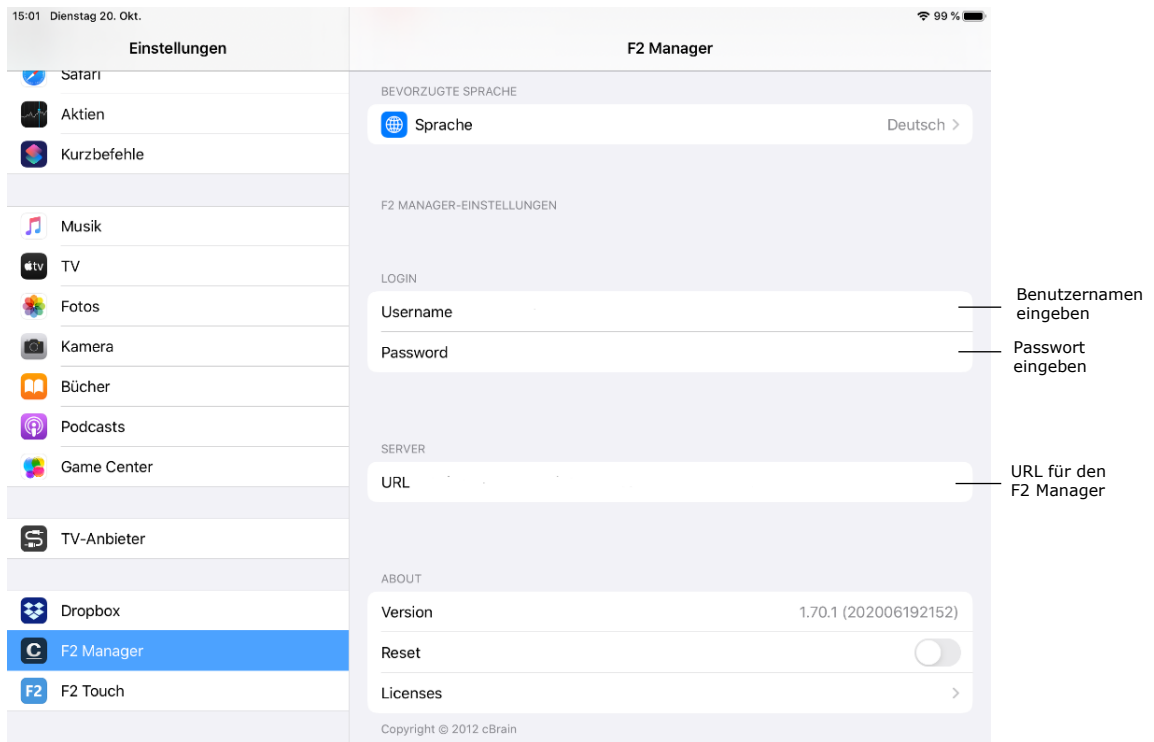 15:01 Dienstag 20. Okt.
99 %
Einstellungen
Safari
Aktien
Kurzbefehle
Musik
tv
TV
Fotos
Kamera
Bücher
Podcasts
Game Center
TV-Anbieter
Dropbox
C
F2 Manager
F2
F2 Touch
F2 Manager
BEVORZUGTE SPRACHE
Sprache
Deutsch
F2 MANAGER-EINSTELLUNGEN
LOGIN
Username
Password
SERVER
URL
ABOUT
Version
1.70.1 (202006192152)
Reset
Licenses
Copyright © 2012 cBrain
Benutzernamen
eingeben
Passwort
eingeben
URL für den
F2 Manager